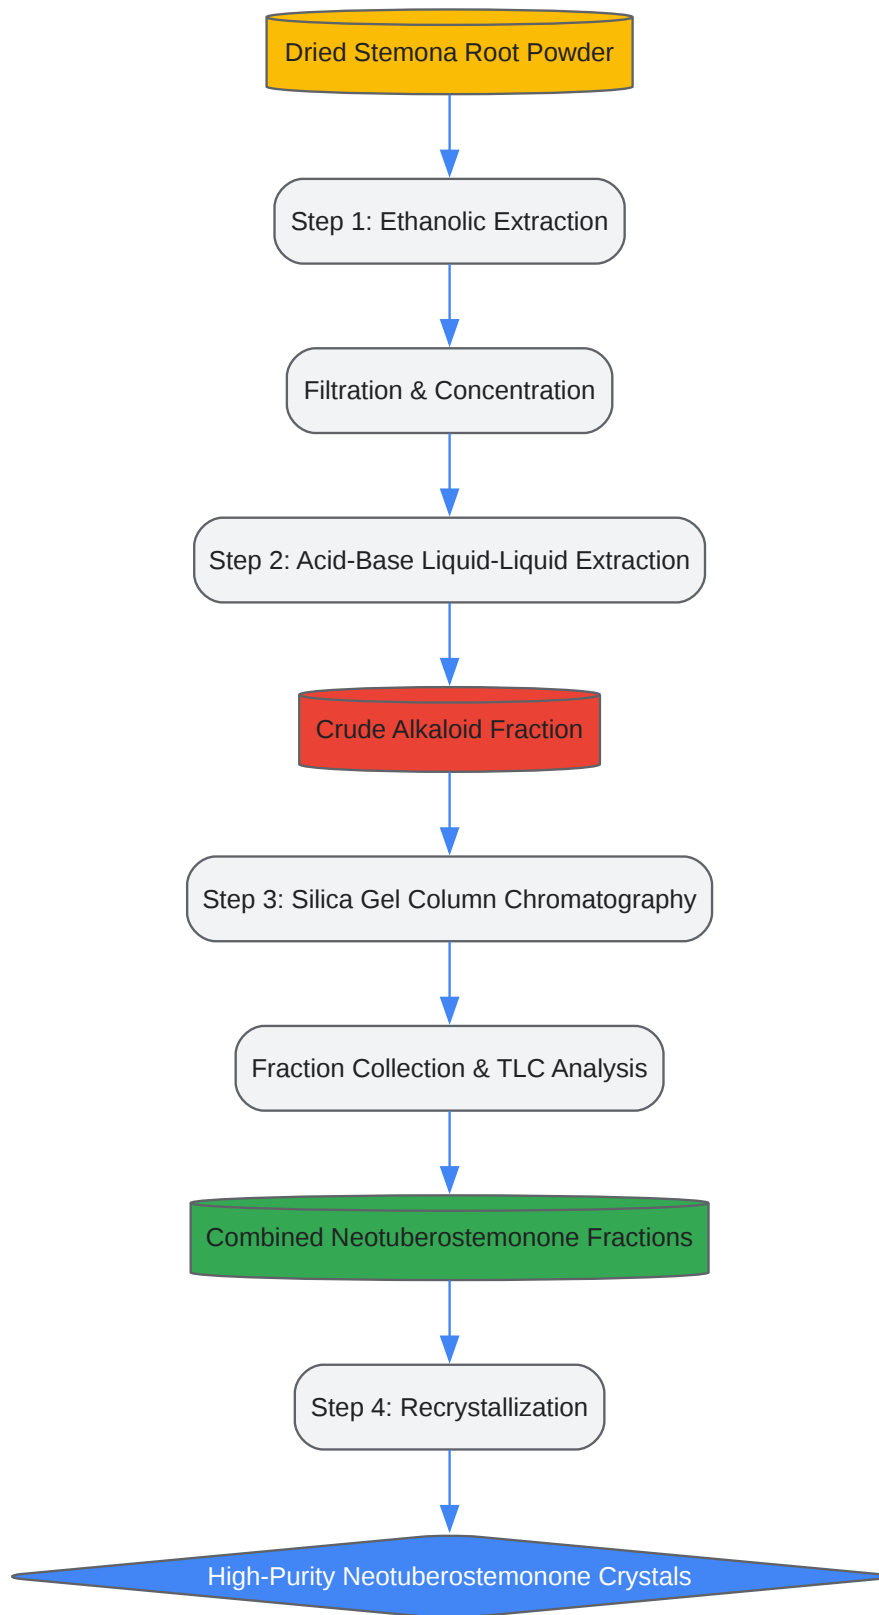 Dried Stemona Root Powder
Step 1: Ethanolic Extraction
Filtration & Concentration
Step 2: Acid-Base Liquid-Liquid Extraction
Crude Alkaloid Fraction
Step 3: Silica Gel Column Chromatography
Fraction Collection & TLC Analysis
Combined Neotuberostemonone Fractions
Step 4: Recrystallization
High-Purity Neotuberostemonone Crystals